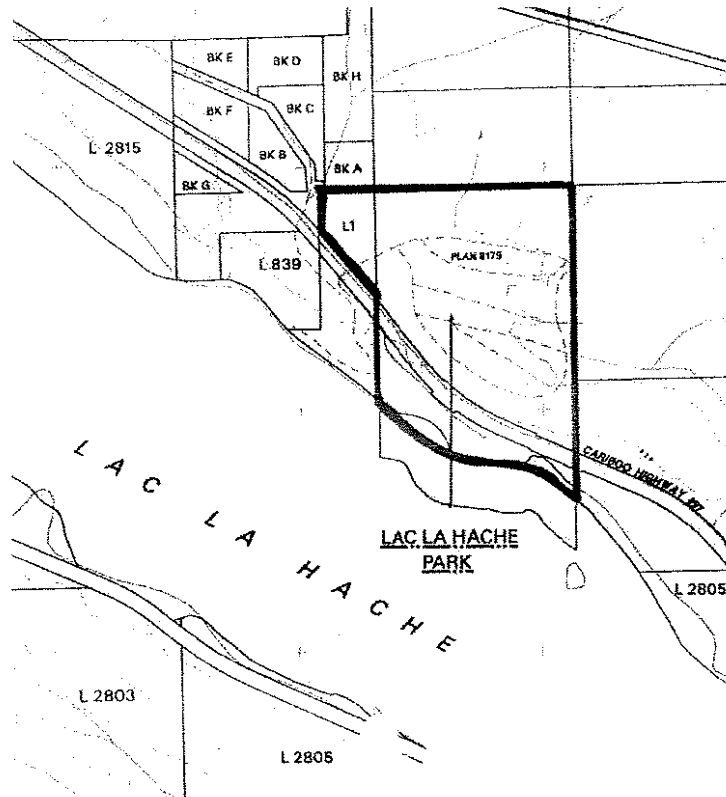 BK E
BK D
BK H
BK F
BK C
L 2815
BK B
BK A
BK G
L1
L 839
PLAN 8175
CARIBOO HIGHWAY #97
LAC LA HACHE
LAC LA HACHE
PARK
L 2805
L 2803
L 2805